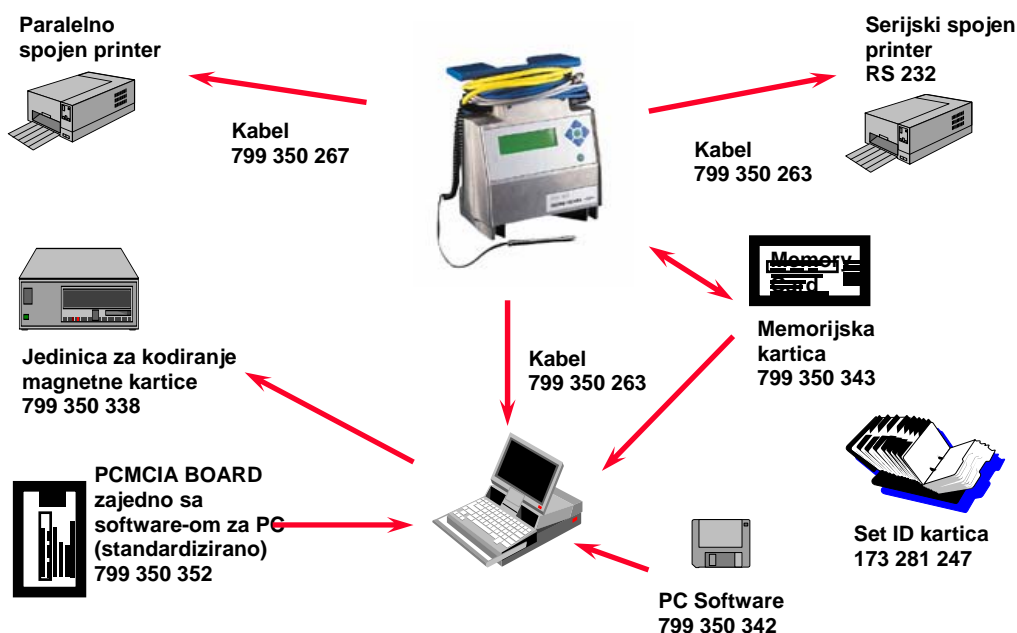 Paralelno
spojen printer
Serijski spojen
printer
RS 232
Kabel
799 350 267
Kabel
799 350 263
Memory
Card
Jedinica za kodiranje
magnetne kartice
799 350 338
Kabel
799 350 263
Memorijska
kartica
799 350 343
PCMCIA BOARD
zajedno sa
software-om za PC
(standardizirano)
799 350 352
Set ID kartica
173 281 247
PC Software
799 350 342